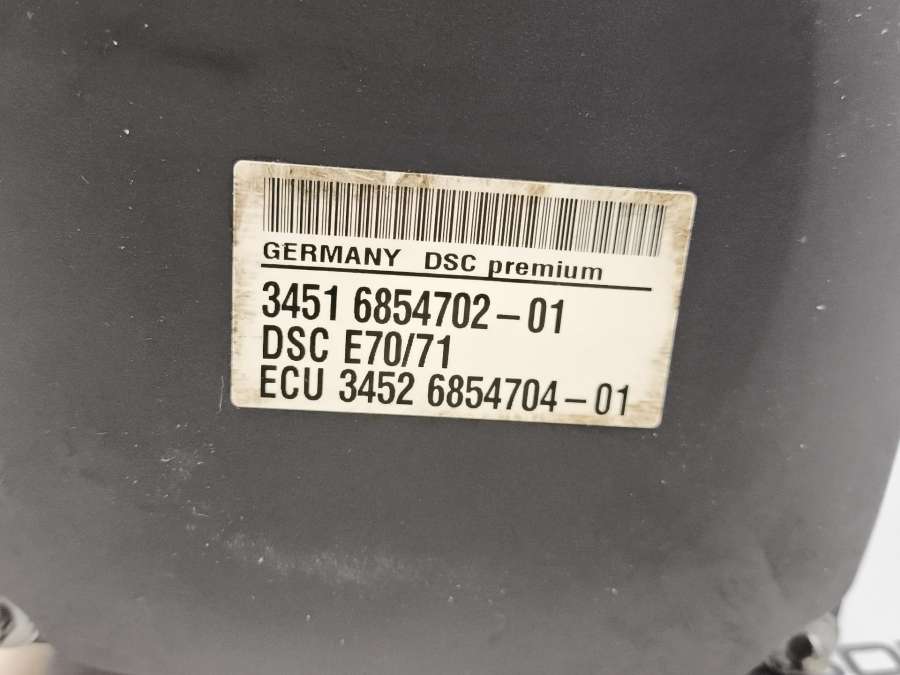 GERMANY DSC premium
3451 6854702-01
DSC E70/71
ECU 3452 6854704-01